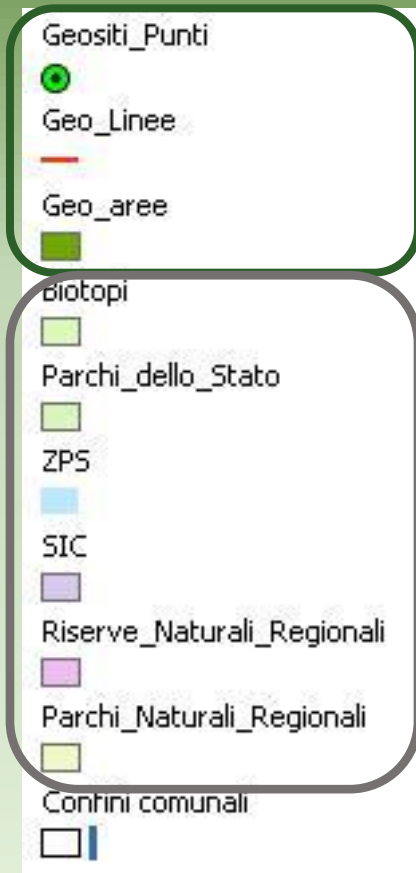 Geositi_Punti
Geo_Linee
Geo_aree
Biotopi
Parchi_dello_Stato
ZPS
SIC
Riserve_Naturali_Regionali
Parchi_Naturali_Regionali
Confini comunali